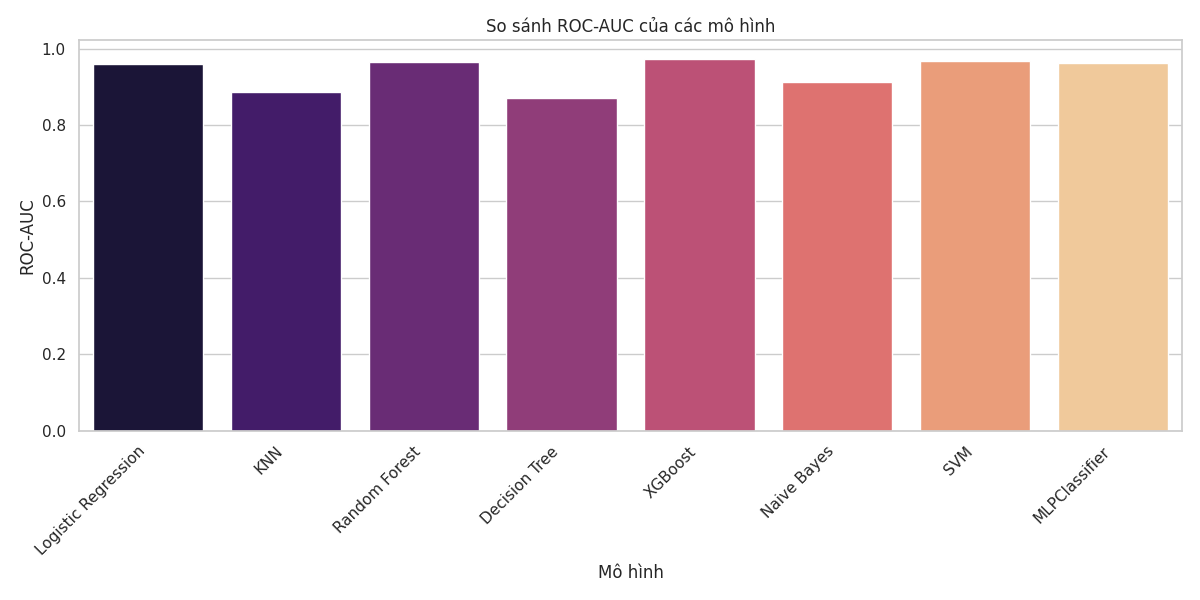 So sánh ROC-AUC của các mô hình
ROC-AUC
1.0
0.8
0.6
0.4
0.2
0.0
Logistic Regression
KNN
Random Forest
Decision Tree
XGBoost
Naive Bayes
SVM
MLPClassifier
Mô hình